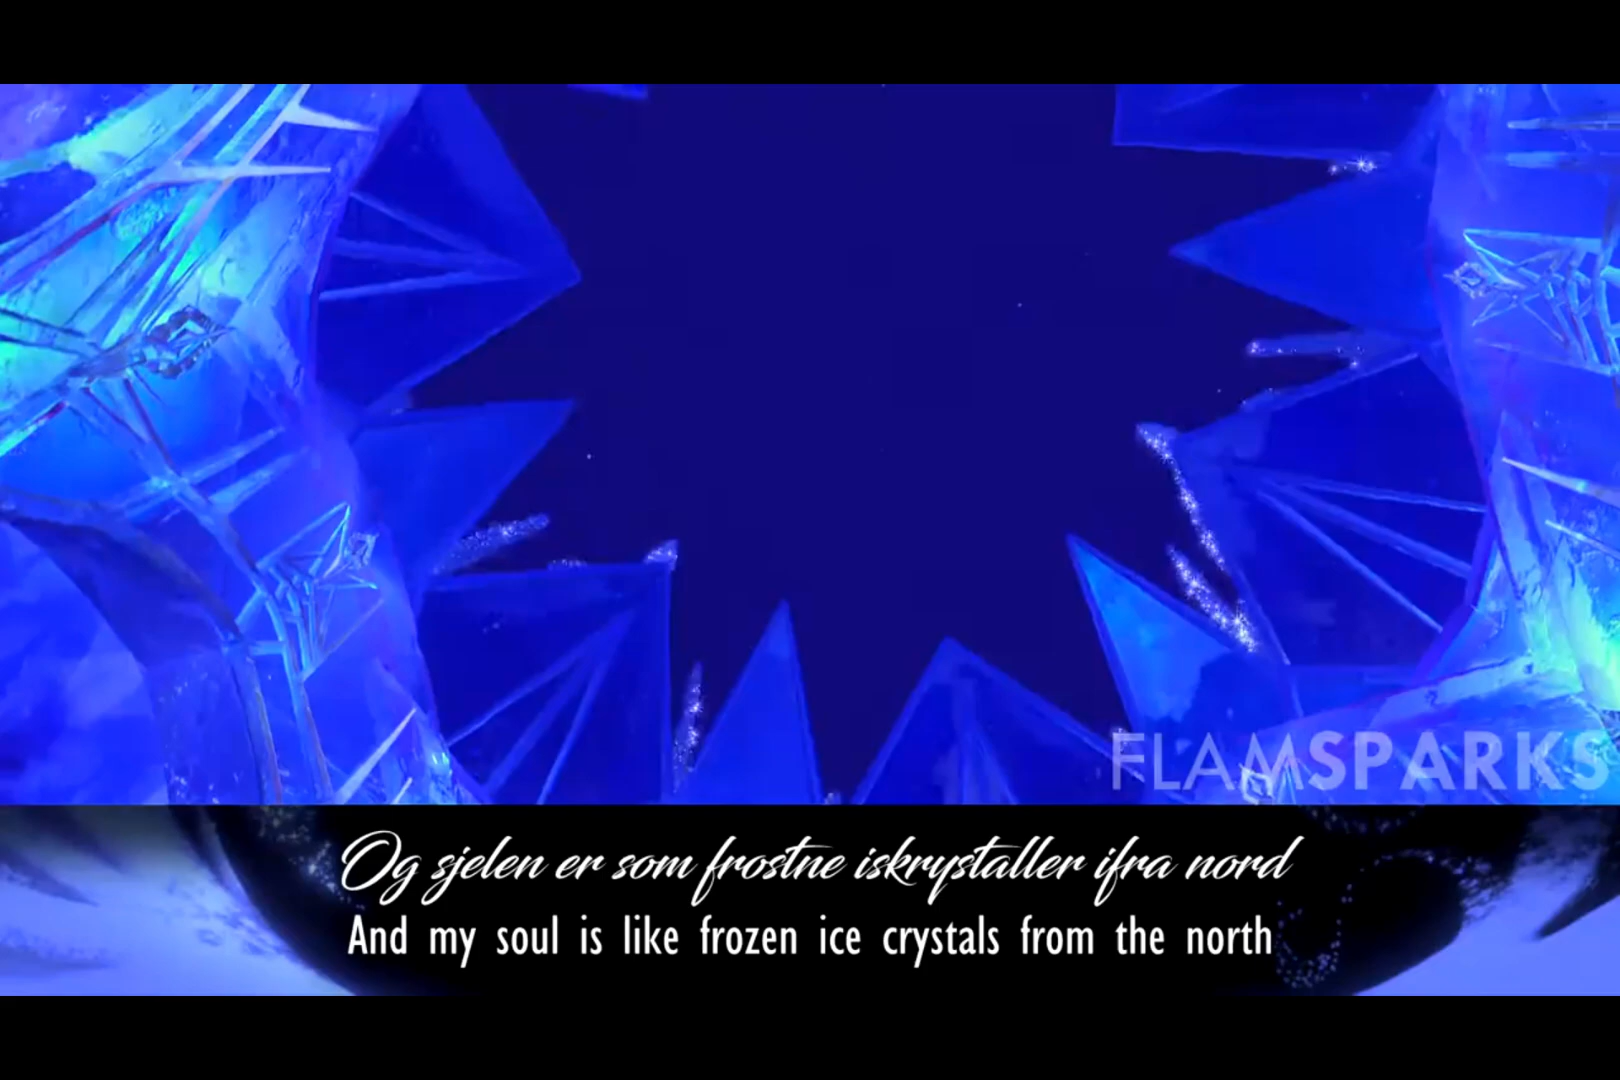 FLAMSPARKS
Og sjelen er som frostne iskrystaller ifra nord
And my soul is like frozen ice crystals from the north